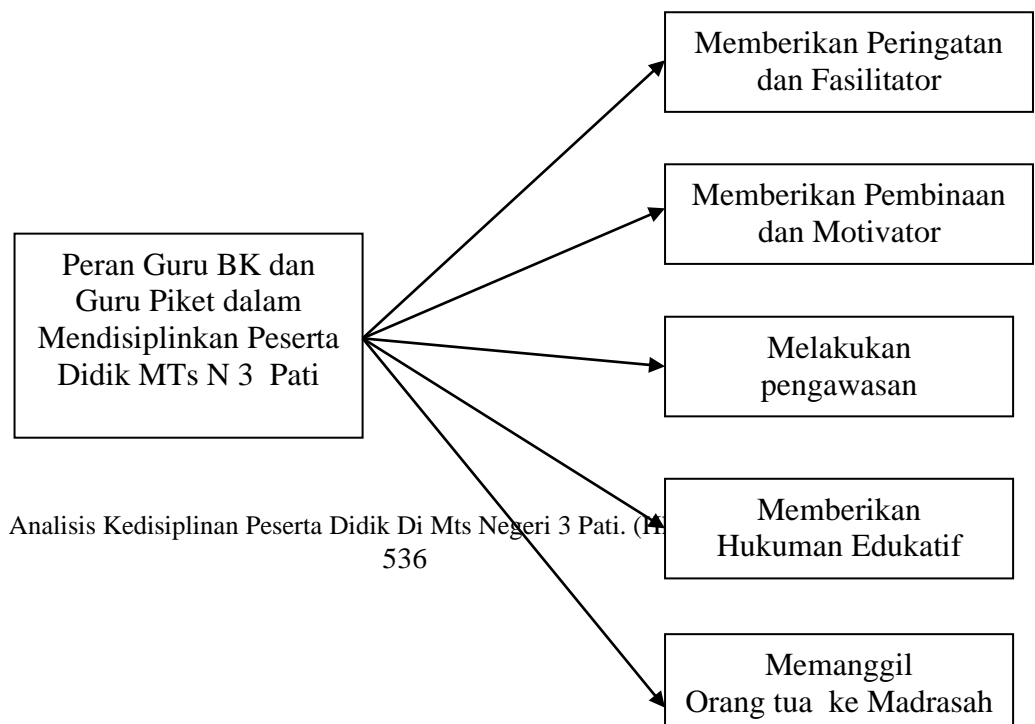 Memberikan Peringatan
dan Fasilitator
Memberikan Pembinaan
dan Motivator
Peran Guru BK dan
Guru Piket dalam
Mendisiplinkan Peserta
Didik MTs N 3 Pati
Melakukan
pengawasan
Memberikan
Hukuman Edukatif
Analisis Kedisiplinan Peserta Didik Di Mts Negeri 3 Pati.
536
Memanggil
Orang tua ke Madrasah